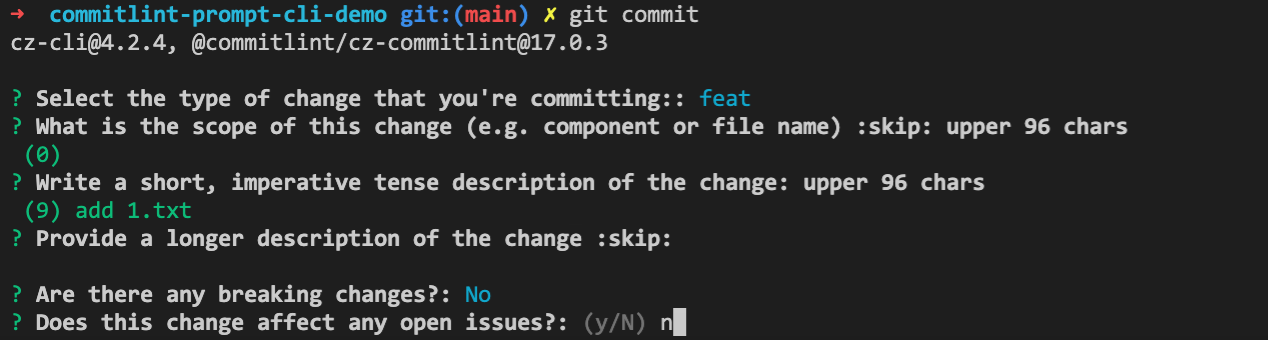 ➜  commitlint-prompt-cli-demo git:(main) ✗ git commit
cz-cli@4.2.4, @commitlint/cz-commitlint@17.0.3
? Select the type of change that you're committing:: feat
? What is the scope of this change (e.g. component or file name) :skip: upper 96 chars
(0)
? Write a short, imperative tense description of the change: upper 96 chars
(9) add 1.txt
? Provide a longer description of the change :skip:
? Are there any breaking changes?: No
? Does this change affect any open issues?: (y/N) n